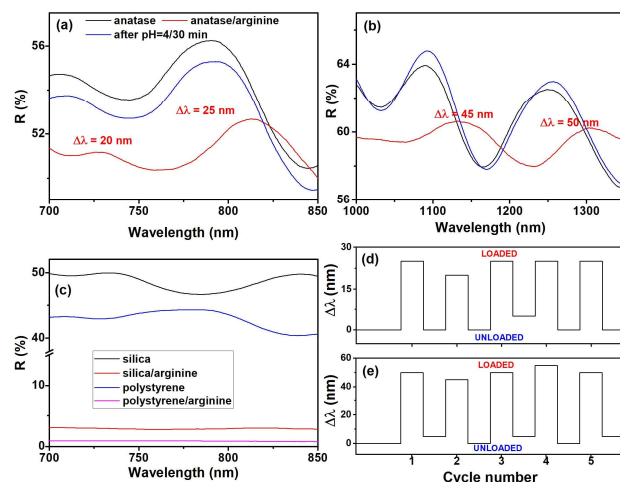 (a)
anatase
anatase/arginine
after pH=4/30 min
Δλ = 25 nm
Δλ = 20 nm
R (%)
56
52
700
750
800
850
Wavelength (nm)
(b)
Δλ = 45 nm
Δλ = 50 nm
R (%)
64
60
56
1000
1100
1200
1300
Wavelength (nm)
(c)
silica
silica/arginine
polystyrene
polystyrene/arginine
R (%)
50
40
10
0
700
750
800
850
Wavelength (nm)
(d)
LOADED
UNLOADED
Δλ (nm)
30
15
0
(e)
LOADED
UNLOADED
Δλ (nm)
60
40
20
0
1
2
3
4
5
Cycle number